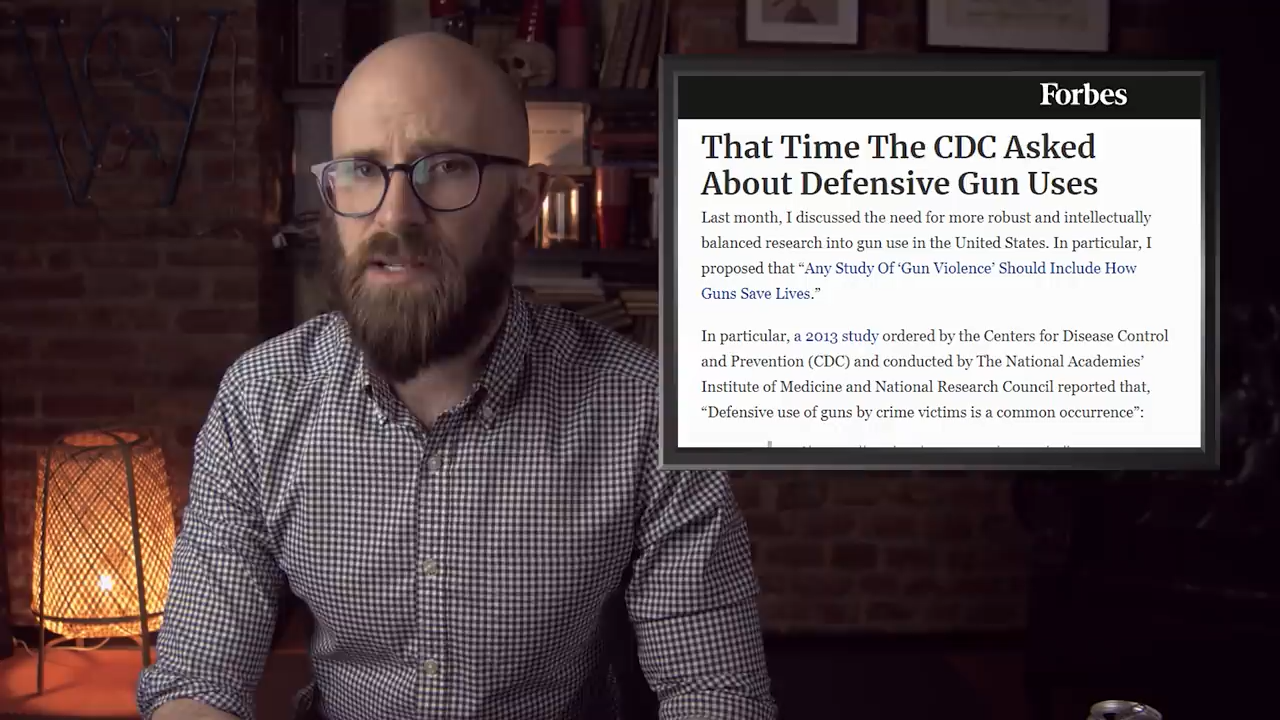 Forbes
That Time The CDC Asked
About Defensive Gun Uses
Last month, I discussed the need for more robust and intellectually
balanced research into gun use in the United States. In particular, I
proposed that “Any Study Of ‘Gun Violence’ Should Include How
Guns Save Lives.”
In particular, a 2013 study ordered by the Centers for Disease Control
and Prevention (CDC) and conducted by The National Academies’
Institute of Medicine and National Research Council reported that,
“Defensive use of guns by crime victims is a common occurrence”: